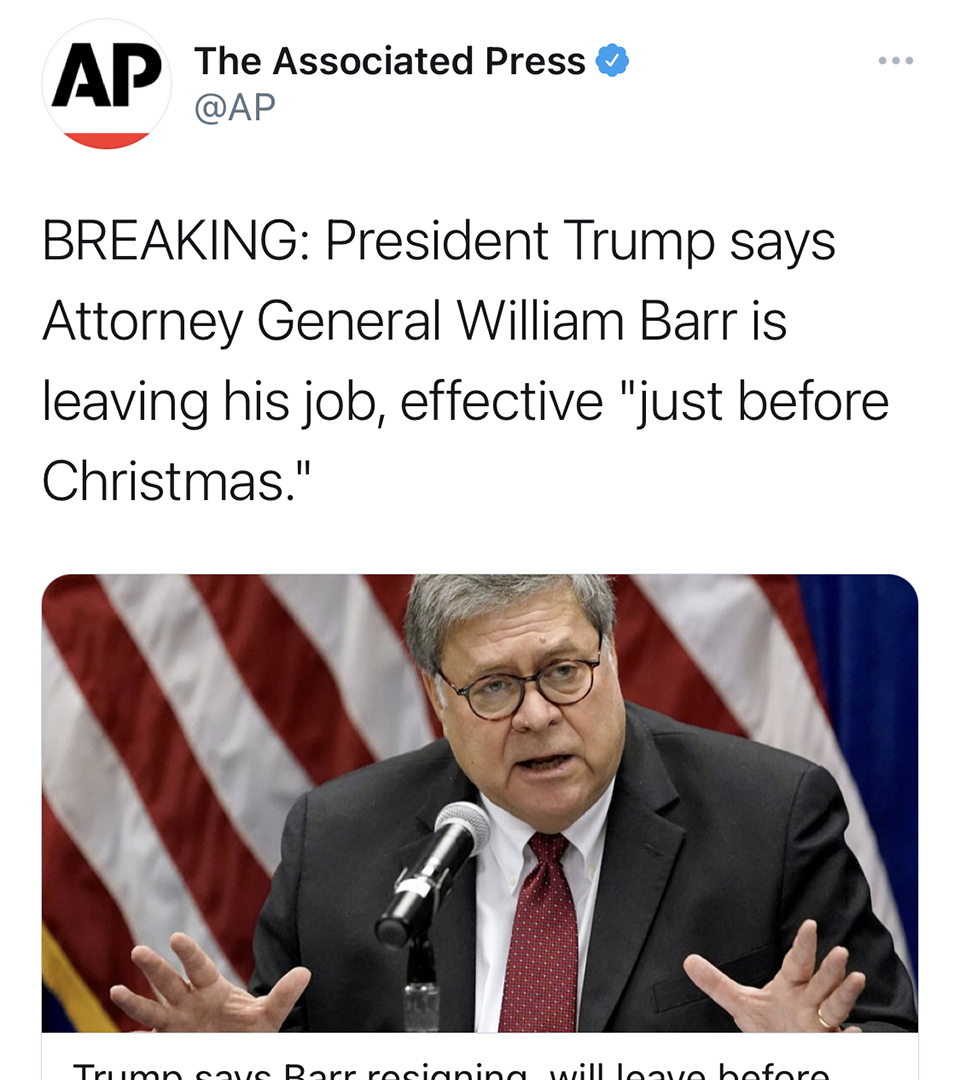 AP
The Associated Press
@AP
BREAKING: President Trump says
Attorney General William Barr is
leaving his job, effective "just before
Christmas."
Trump says Barr resigning, will leave before